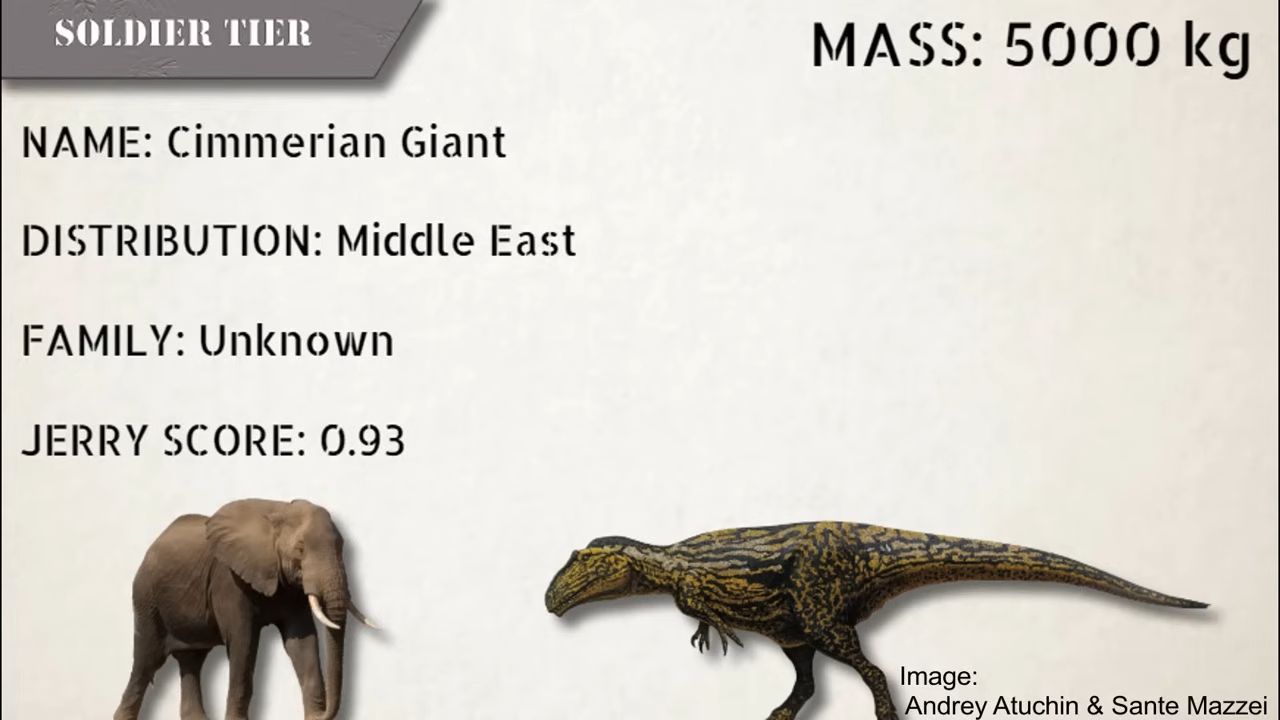 SOLDIER TIER
MASS: 5000 kg
NAME: Cimmerian Giant
DISTRIBUTION: Middle East
FAMILY: Unknown
JERRY SCORE: 0.93
Image:
Andrey Atuchin & Sante Mazzei